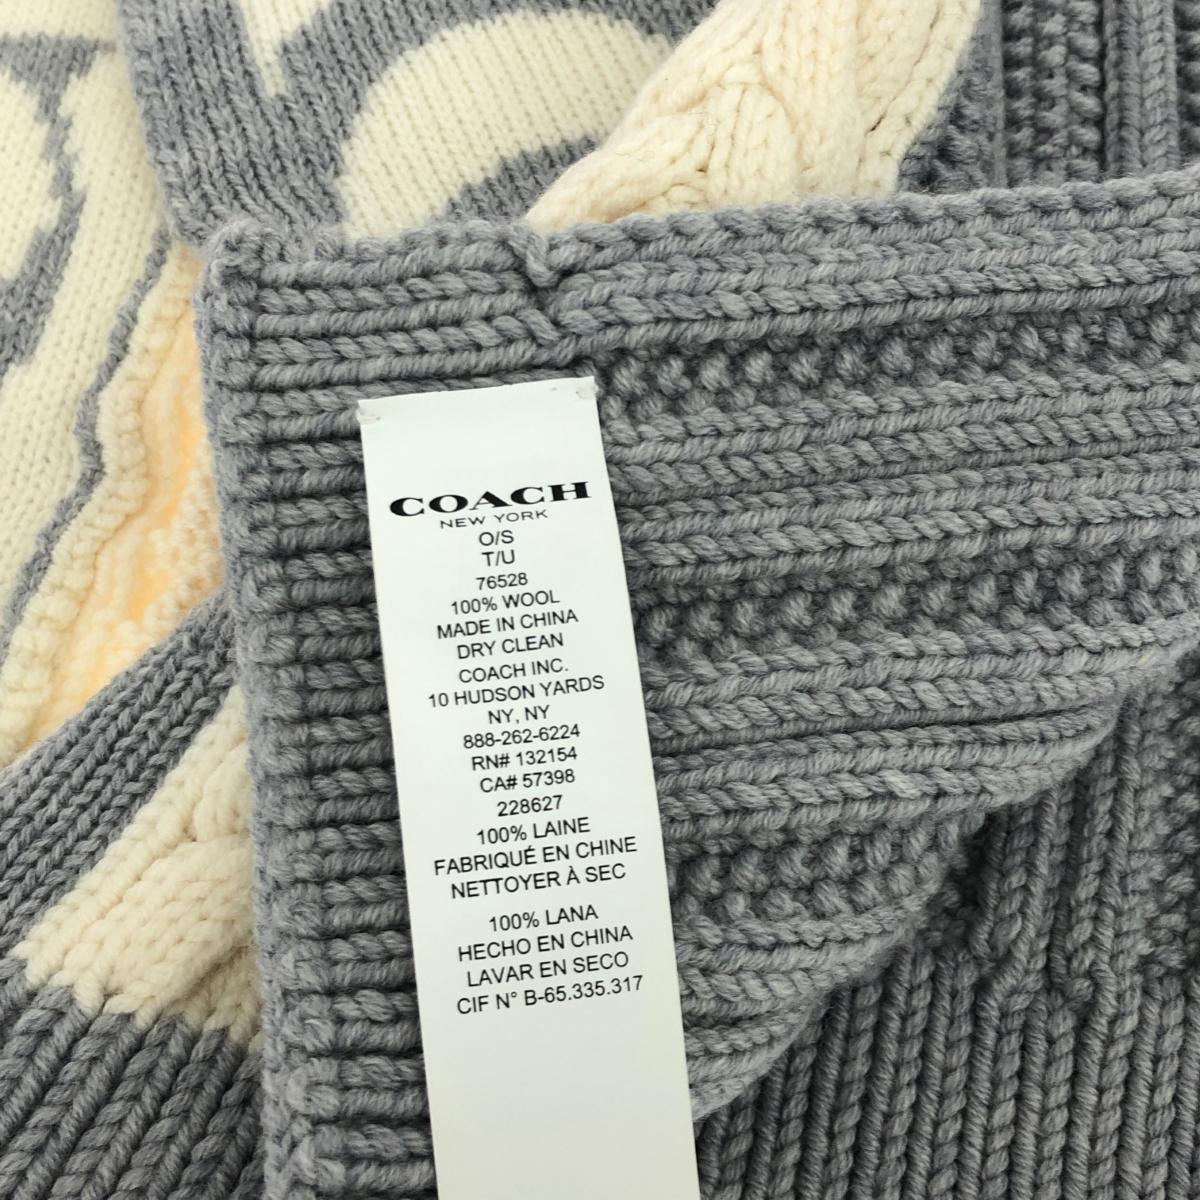 COACH
NEW YORK
O/S
T/U
76528
100% WOOL
MADE IN CHINA
DRY CLEAN
COACH INC.
10 HUDSON YARDS
NY, NY
888-262-6224
RN# 132154
CA# 57398
228627
100% LAINE
FABRIQUÉ EN CHINE
NETTOYER À SEC
100% LANA
HECHO EN CHINA
LAVAR EN SECO
CIF N° B-65.335.317